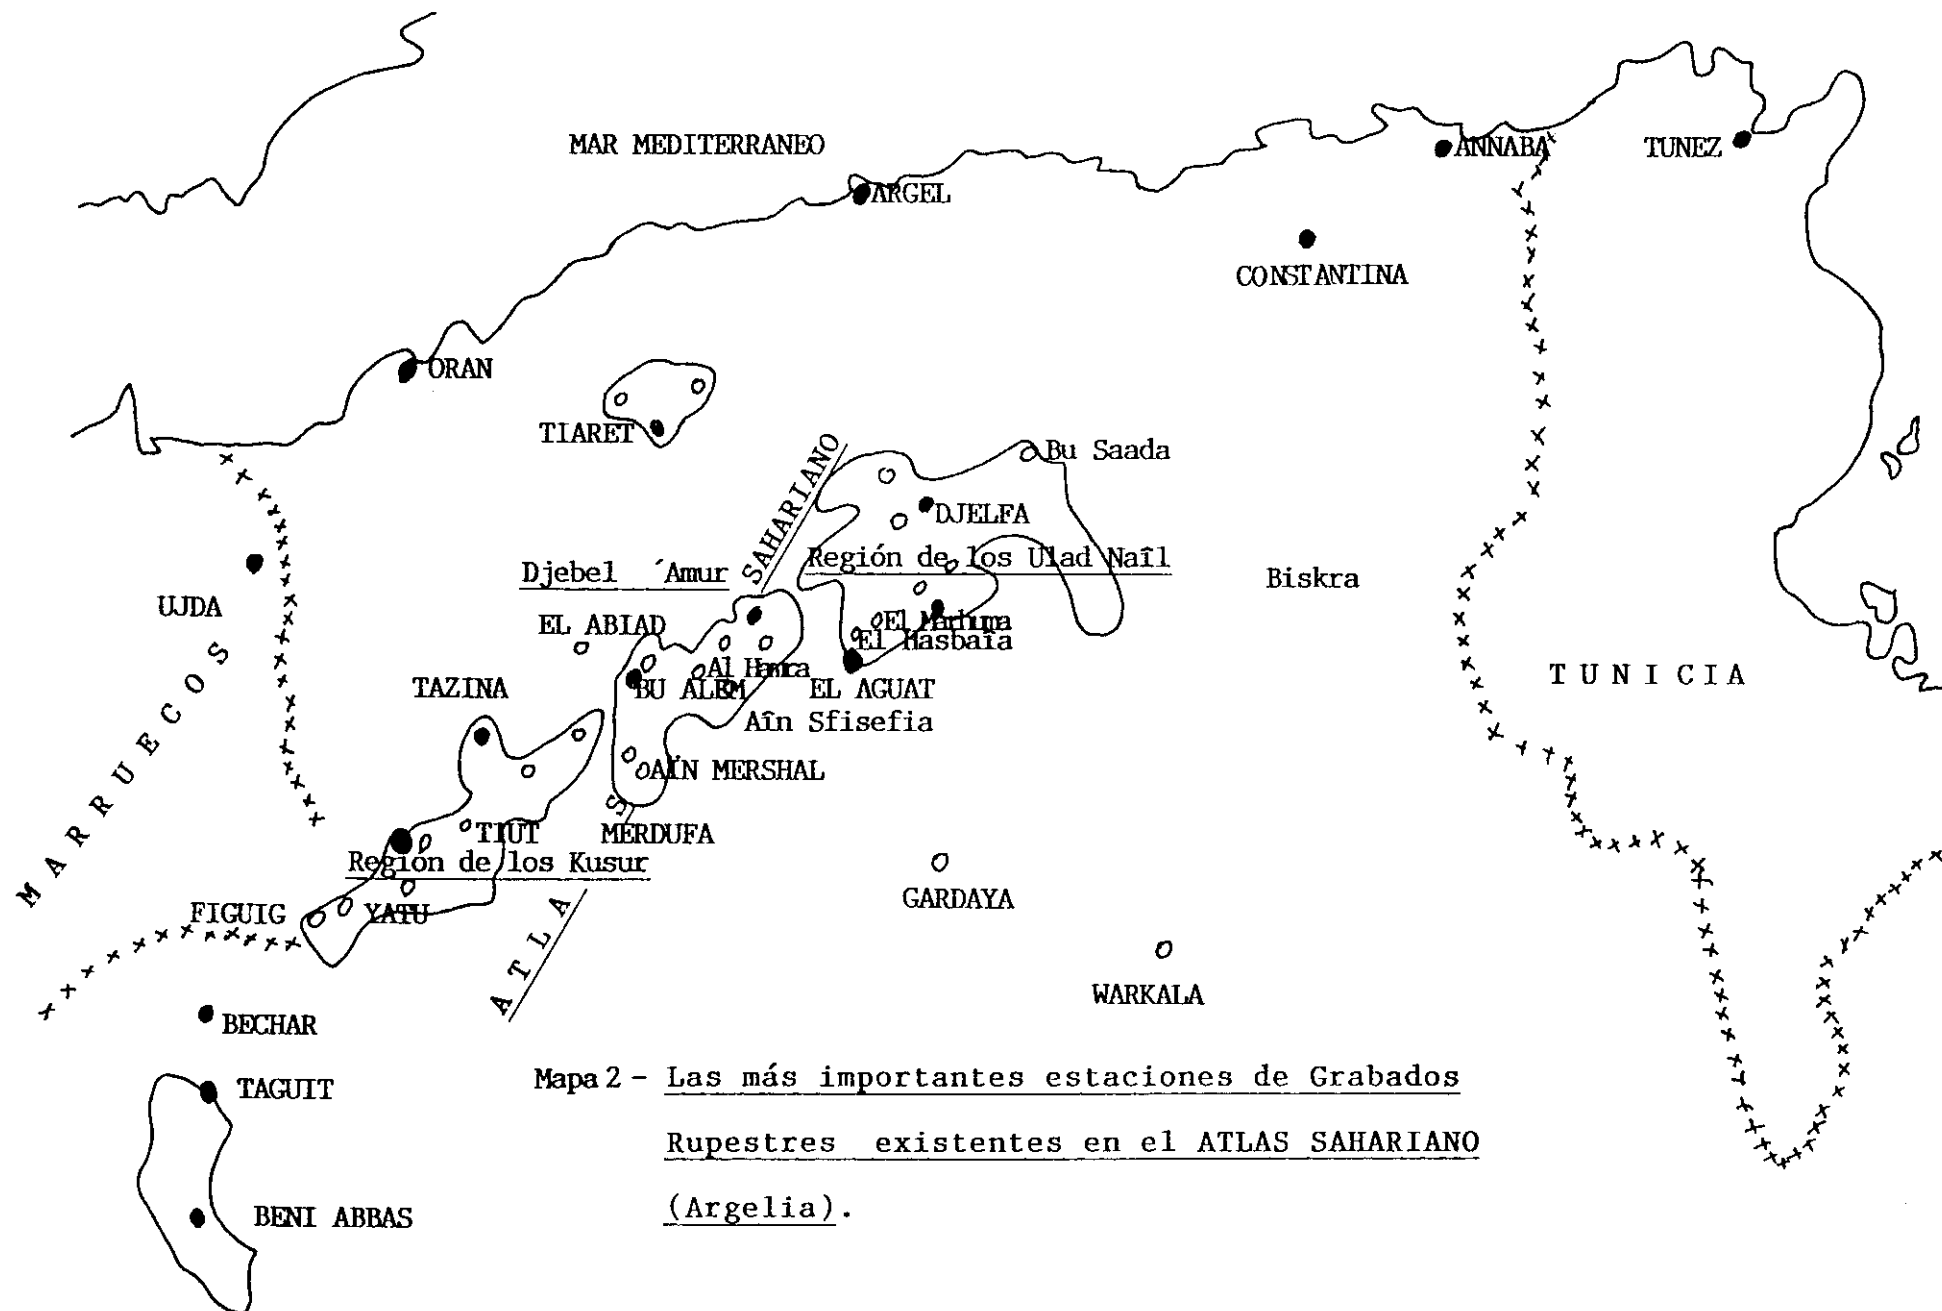 MAR MEDITERRANEO
ANNABA
TUNEZ
ARGEL
CONSTANTINA
ORAN
TIARET
SAHARIANO
Bu Saada
DJELFA
Región de los Ulad Naîl
Djebel ´Amur
Biskra
UJDA
EL ABIAD
El Hasbaîa
Al Hamra
TAZINA
BU ALEM
EL AGUAT
TUNICIA
Aîn Sfisefia
MARRUECOS
AÍN MERSHAL
TIUT
MERDUFA
Región de los Kusur
ATLAS
GARDAYA
FIGUIG
YATU
WARKALA
BECHAR
TAGUIT
BENI ABBAS
Mapa 2 - Las más importantes estaciones de Grabados
Rupestres existentes en el ATLAS SAHARIANO
(Argelia).